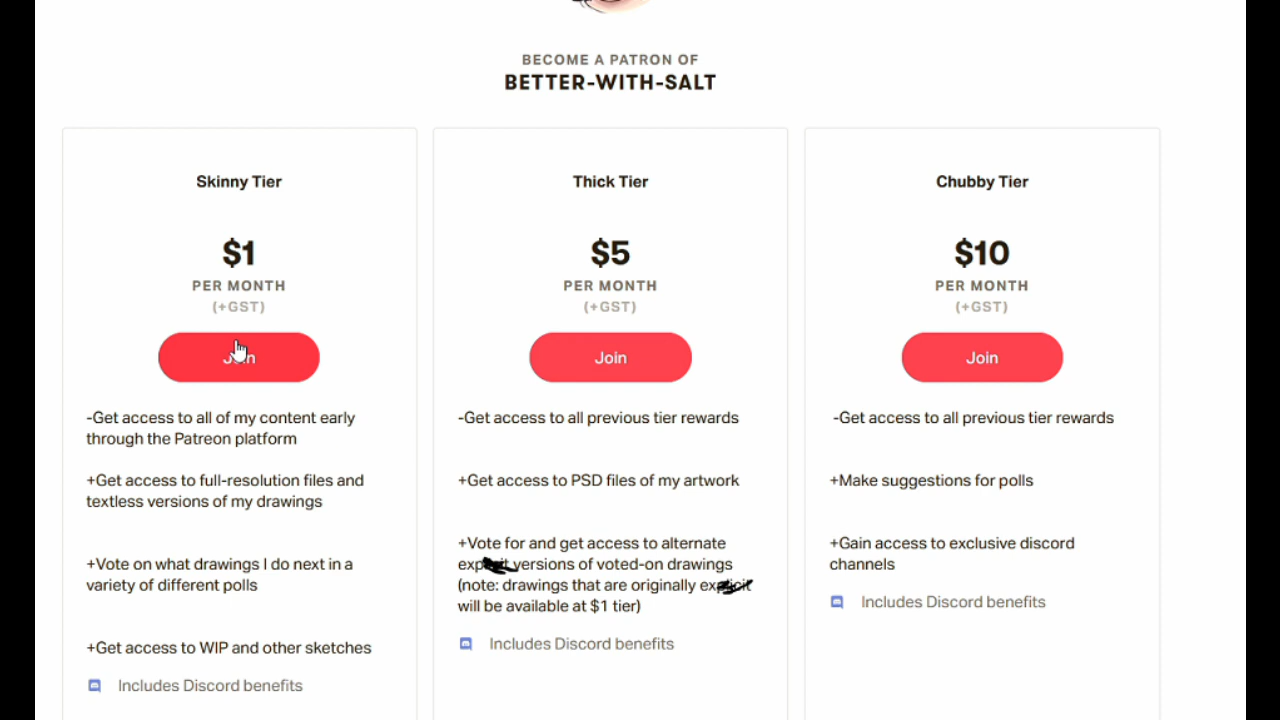 BECOME A PATRON OF
BETTER-WITH-SALT
Skinny Tier
$1
PER MONTH
(+GST)
Join
-Get access to all of my content early
through the Patreon platform
+Get access to full-resolution files and
textless versions of my drawings
+Vote on what drawings I do next in a
variety of different polls
+Get access to WIP and other sketches
Includes Discord benefits
Thick Tier
$5
PER MONTH
(+GST)
Join
-Get access to all previous tier rewards
+Get access to PSD files of my artwork
+Vote for and get access to alternate
explicit versions of voted-on drawings
(note: drawings that are originally explicit
will be available at $1 tier)
Includes Discord benefits
Chubby Tier
$10
PER MONTH
(+GST)
Join
-Get access to all previous tier rewards
+Make suggestions for polls
+Gain access to exclusive discord
channels
Includes Discord benefits